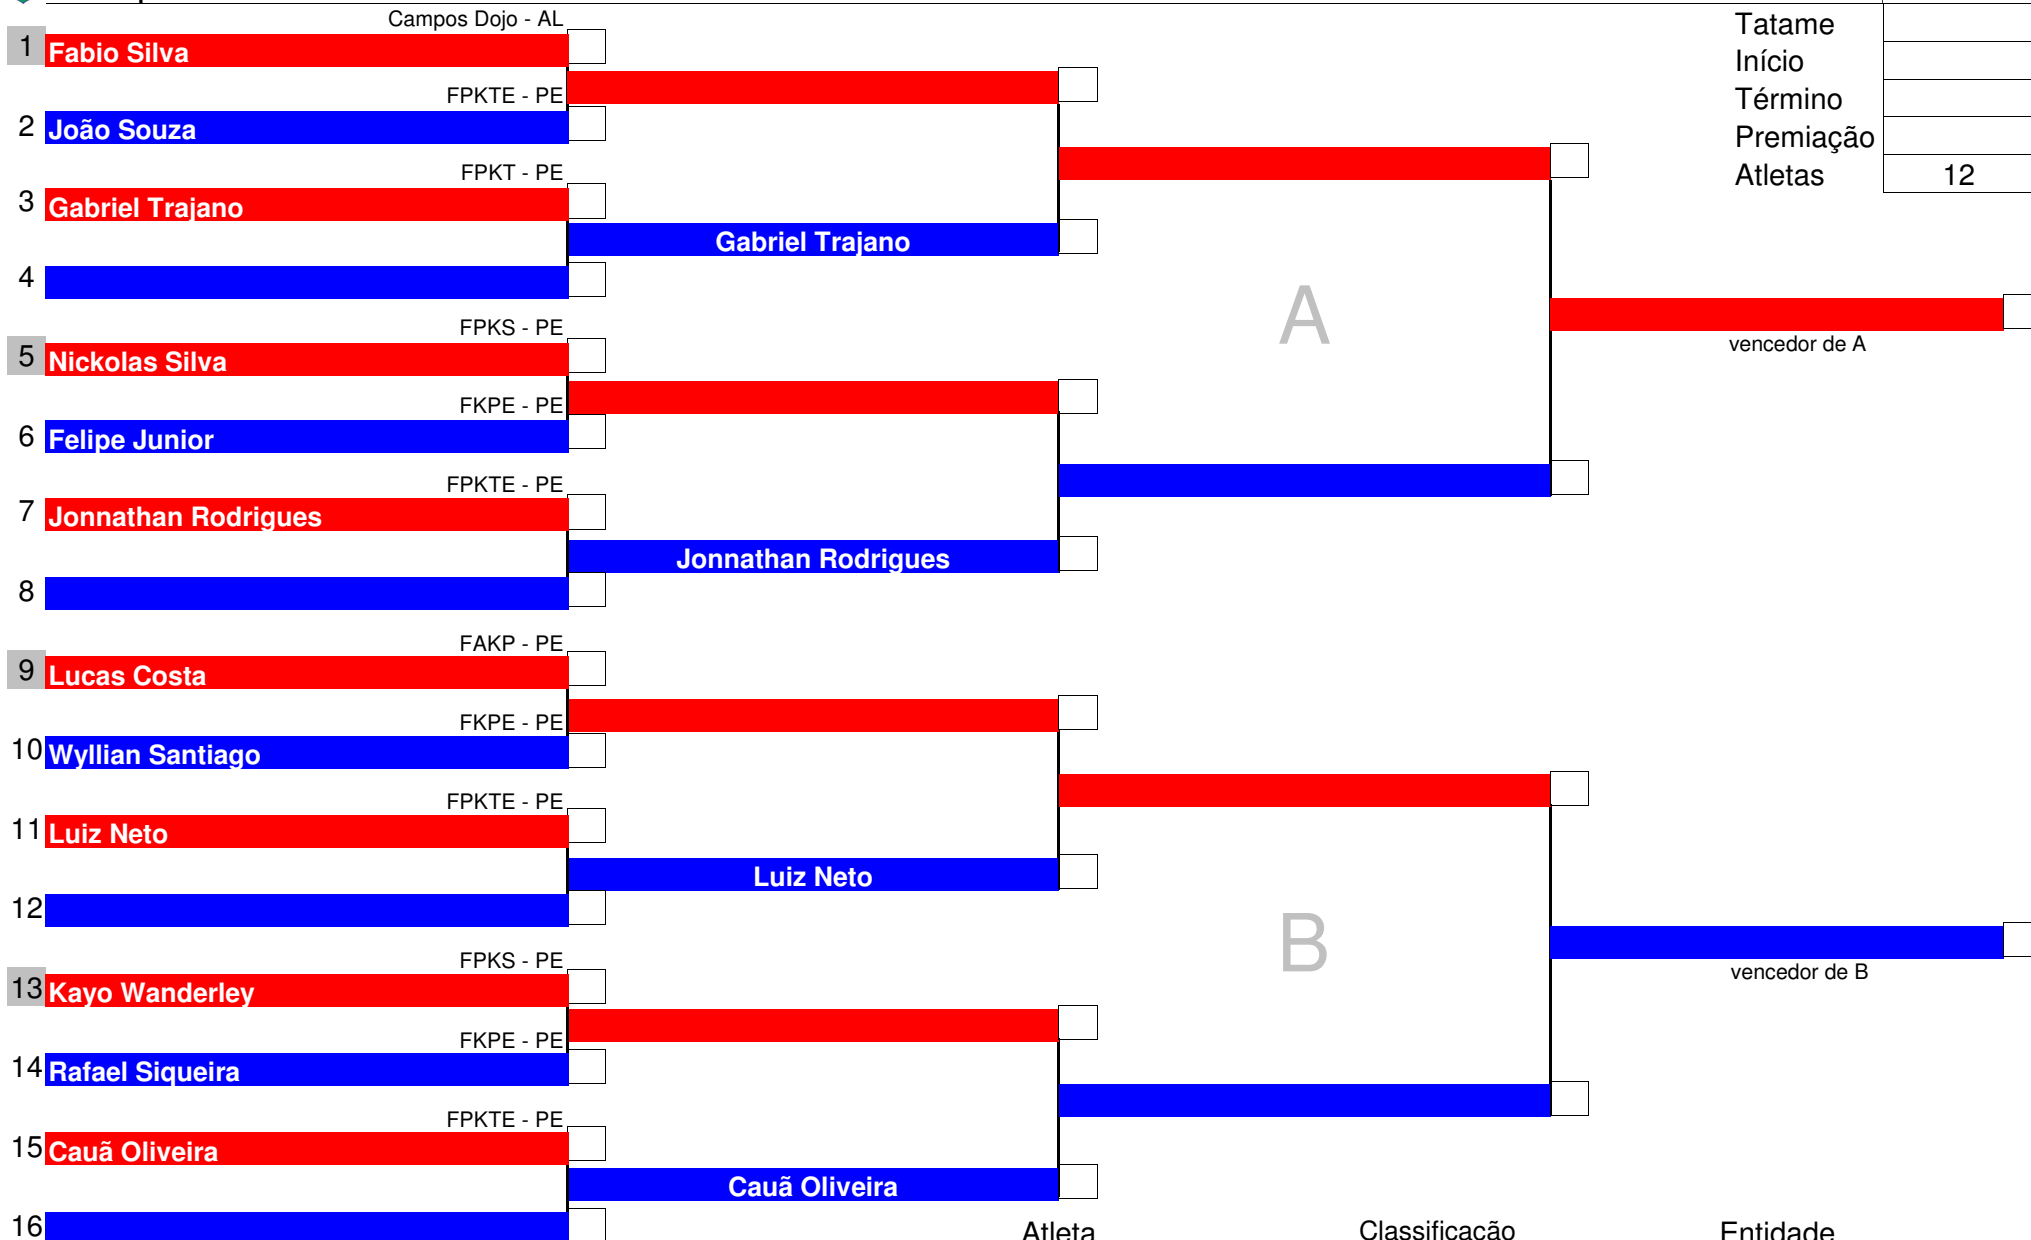 Campos Dojo - AL
1 Fabio Silva
FPKTE - PE
2 João Souza
FPKT - PE
3 Gabriel Trajano
Gabriel Trajano
4
FPKS - PE
5 Nickolas Silva
FKPE - PE
6 Felipe Junior
FPKTE - PE
7 Jonnathan Rodrigues
Jonnathan Rodrigues
8
FAKP - PE
9 Lucas Costa
FKPE - PE
10 Wyllian Santiago
FPKTE - PE
11 Luiz Neto
Luiz Neto
12
FPKS - PE
13 Kayo Wanderley
FKPE - PE
14 Rafael Siqueira
FPKTE - PE
15 Cauã Oliveira
Cauã Oliveira
16
A
B
vencedor de A
vencedor de B
Tatame
Início
Término
Premiação
Atletas 12
Atleta Classificação Entidade